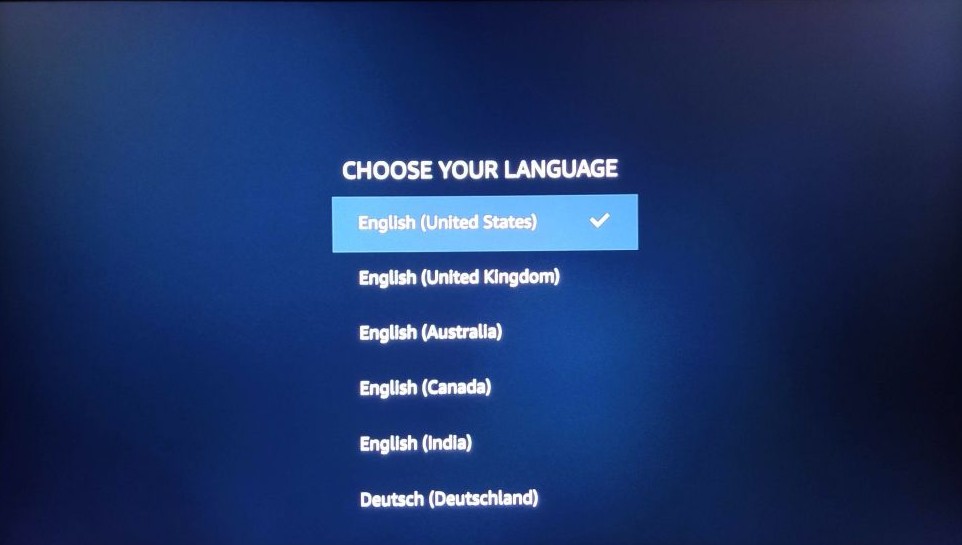 CHOOSE YOUR LANGUAGE
English (United States)
English (United Kingdom)
English (Australia)
English (Canada)
English (India)
Deutsch (Deutschland)